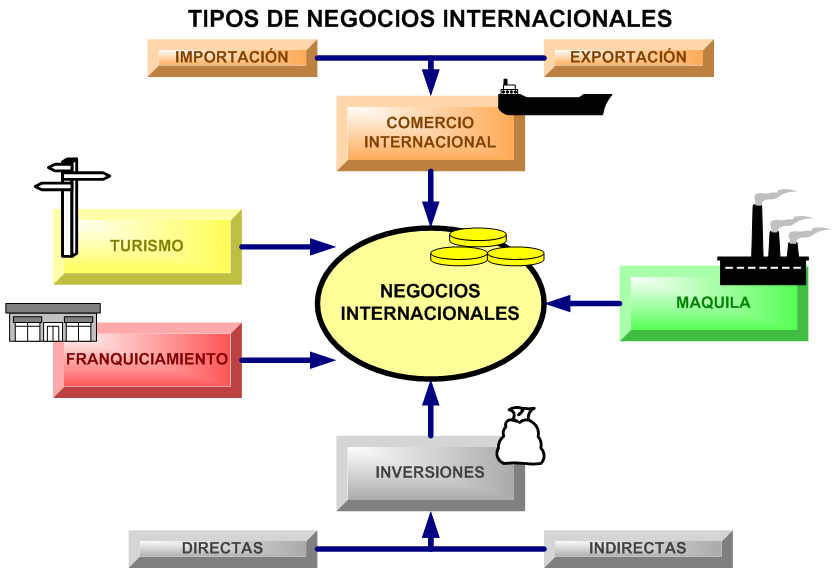 TIPOS DE NEGOCIOS INTERNACIONALES
IMPORTACIÓN
EXPORTACIÓN
COMERCIO
INTERNACIONAL
TURISMO
NEGOCIOS
INTERNACIONALES
MAQUILA
FRANQUICIAMIENTO
INVERSIONES
DIRECTAS
INDIRECTAS